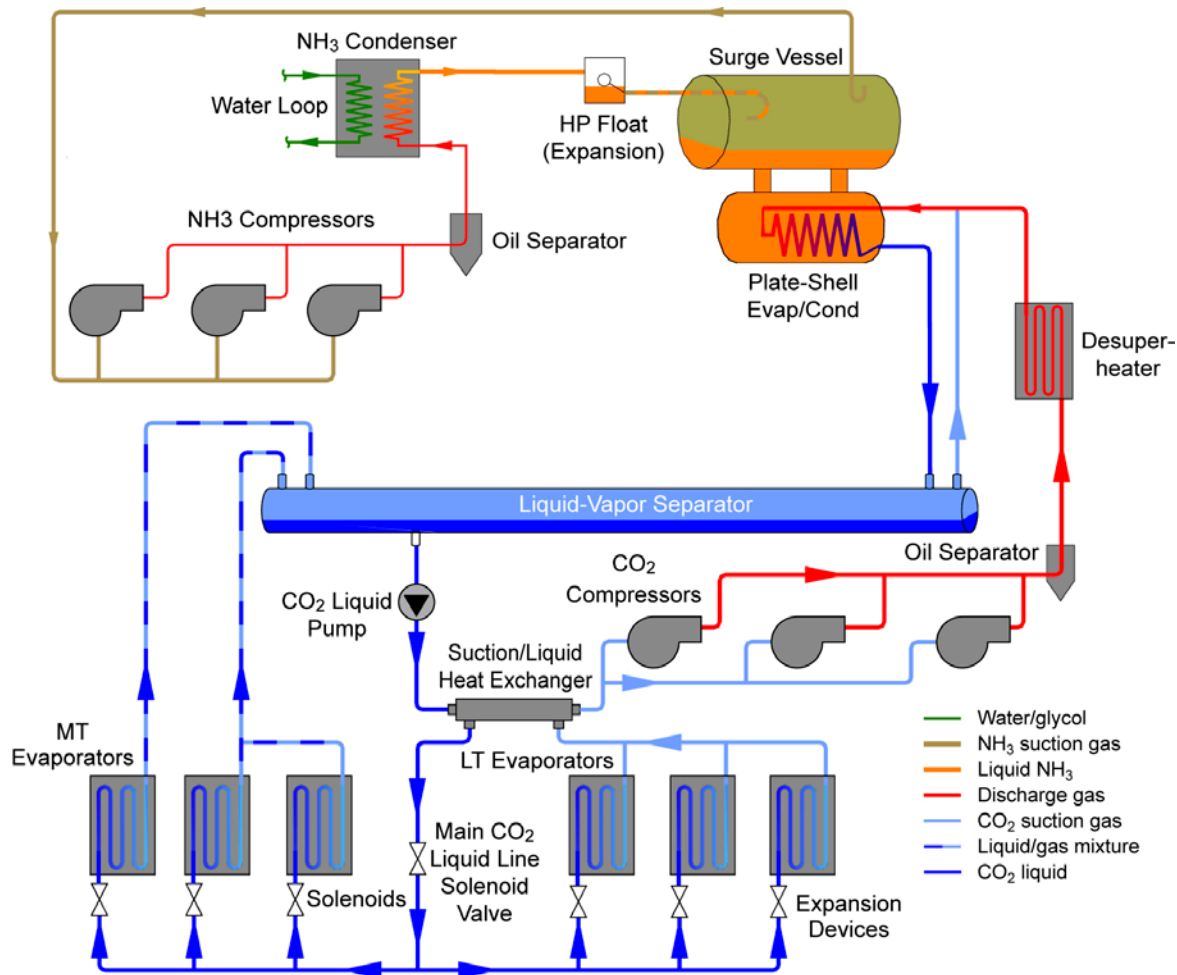 NH₃ Condenser
Surge Vessel
Water Loop
HP Float
(Expansion)
NH3 Compressors
Oil Separator
Plate-Shell
Evap/Cond
Desuper-
heater
Liquid-Vapor Separator
Oil Separator
CO₂
Compressors
CO₂ Liquid
Pump
Suction/Liquid
Heat Exchanger
MT
Evaporators
LT Evaporators
Main CO₂
Liquid Line
Solenoid
Valve
Solenoids
Expansion
Devices
Water/glycol
NH₃ suction gas
Liquid NH₃
Discharge gas
CO₂ suction gas
Liquid/gas mixture
CO₂ liquid